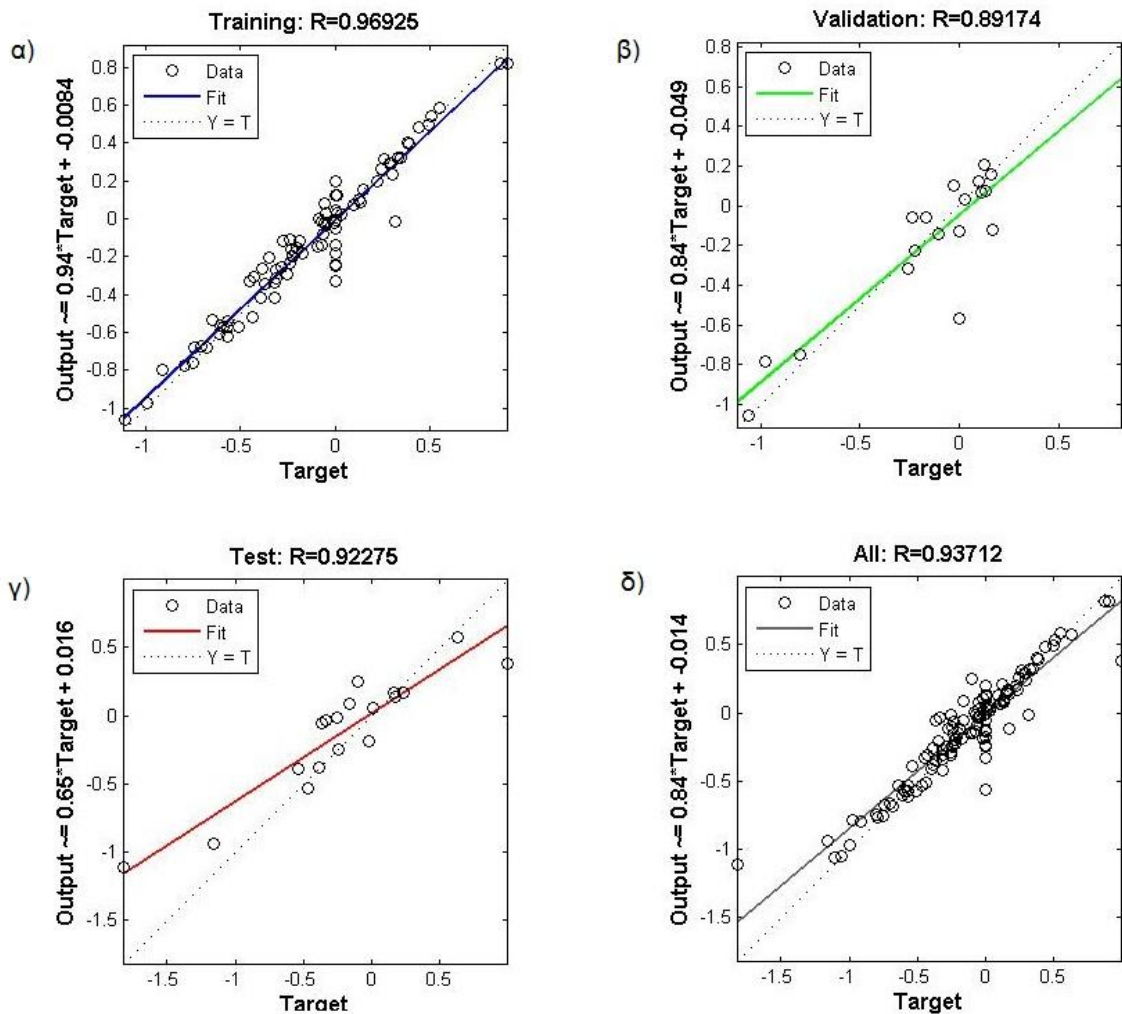 α)
Training: R=0.96925
Output ~= 0.94*Target + -0.0084
Data
Fit
Y = T
0.8
0.6
0.4
0.2
0
-0.2
-0.4
-0.6
-0.8
-1
-1
-0.5
0
0.5
Target
β)
Validation: R=0.89174
Output ~= 0.84*Target + -0.049
Data
Fit
Y = T
0.8
0.6
0.4
0.2
0
-0.2
-0.4
-0.6
-0.8
-1
-1
-0.5
0
0.5
Target
γ)
Test: R=0.92275
Output ~= 0.65*Target + 0.016
Data
Fit
Y = T
0.5
0
-0.5
-1
-1.5
-1.5
-1
-0.5
0
0.5
Target
δ)
All: R=0.93712
Output ~= 0.84*Target + -0.014
Data
Fit
Y = T
0.5
0
-0.5
-1
-1.5
-1.5
-1
-0.5
0
0.5
Target